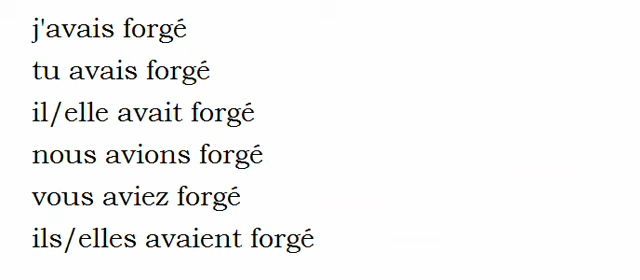 j'avais forgé
tu avais forgé
il/elle avait forgé
nous avions forgé
vous aviez forgé
ils/elles avaient forgé